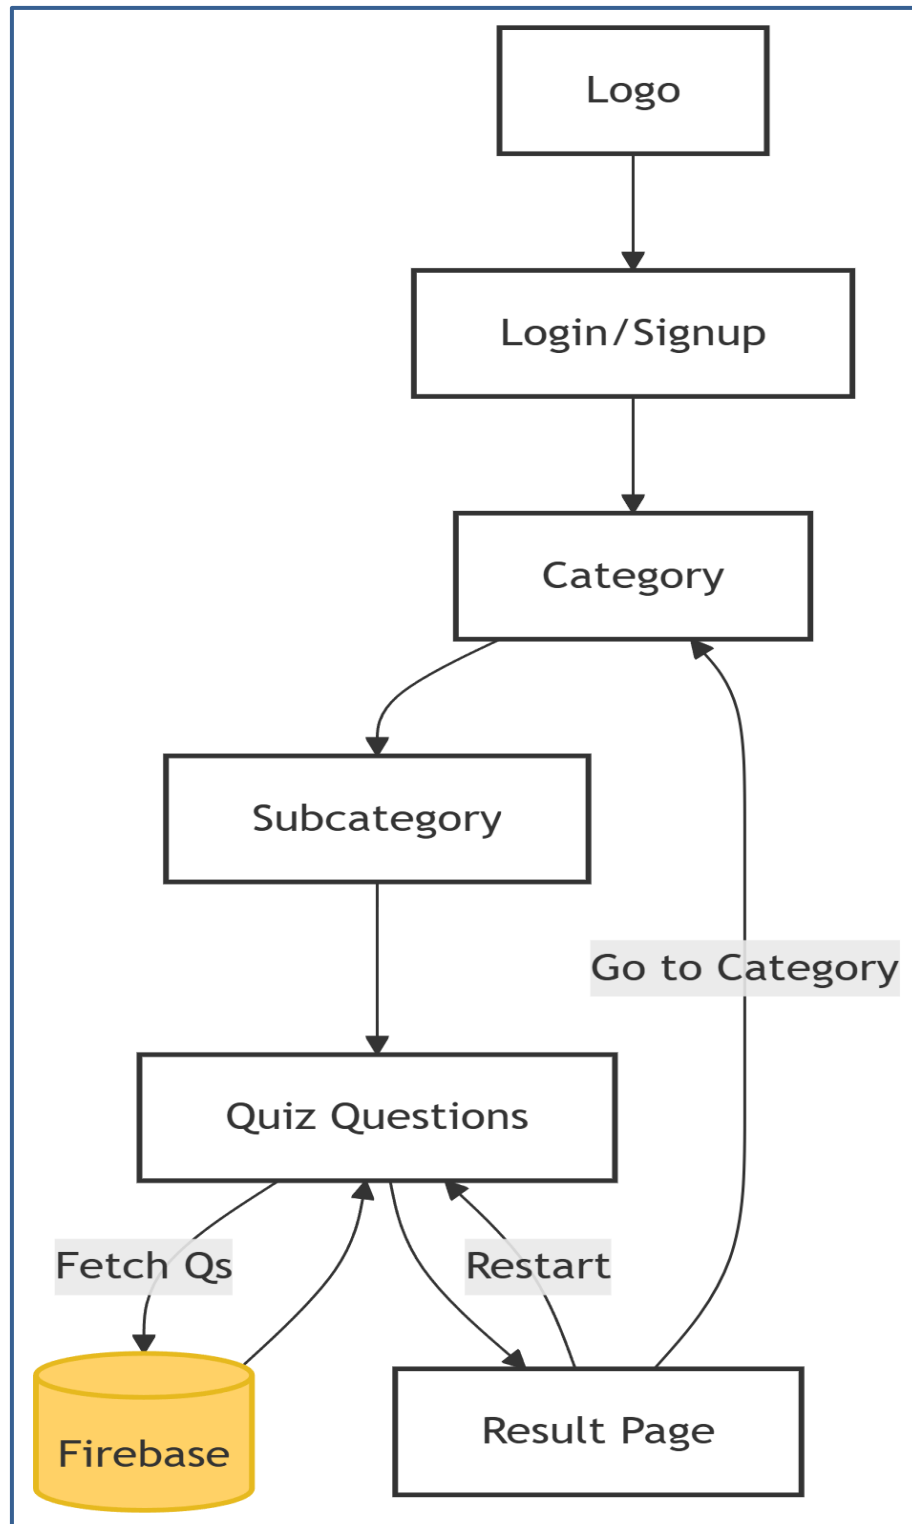 Logo
Login/Signup
Category
Subcategory
Go to Category
Quiz Questions
Fetch Qs
Restart
Firebase
Result Page